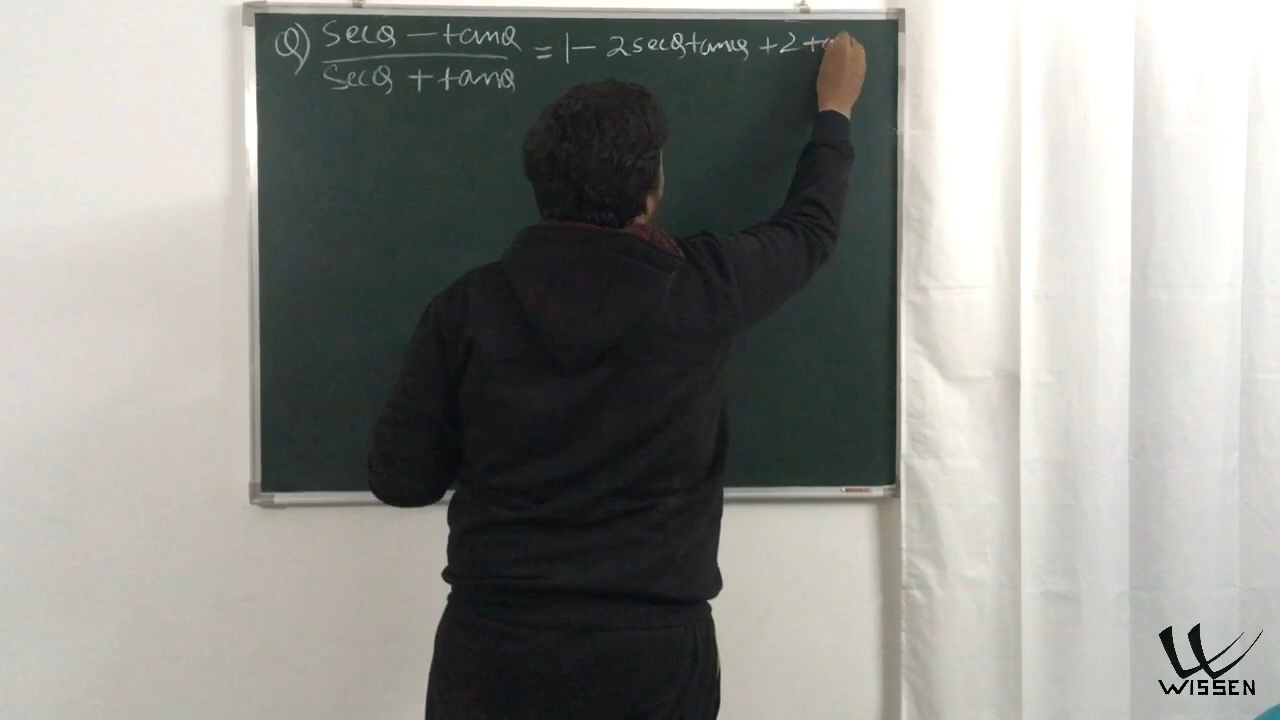 Q) secθ - tanθ / secθ + tanθ = 1 - 2secθtanθ + 2
WISSEN